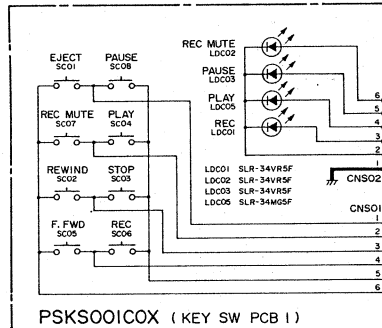 EJECT PAUSE
SC01 SC08
REC MUTE PLAY
SC07 SC04
REWIND STOP
SC02 SC03
F. FWD REC
SC05 SC06
REC MUTE
LDC02
PAUSE
LDC03
PLAY
LDC05
REC
LDC01
6
5
4
3
2
1
CNS02
LDC01 SLR-34VR5F
LDC02 SLR-34VR5F
LDC03 SLR-34VR5F
LDC05 SLR-34MG5F
CNS01
1
2
3
4
5
6
PSKS001COX (KEY SW PCB 1)